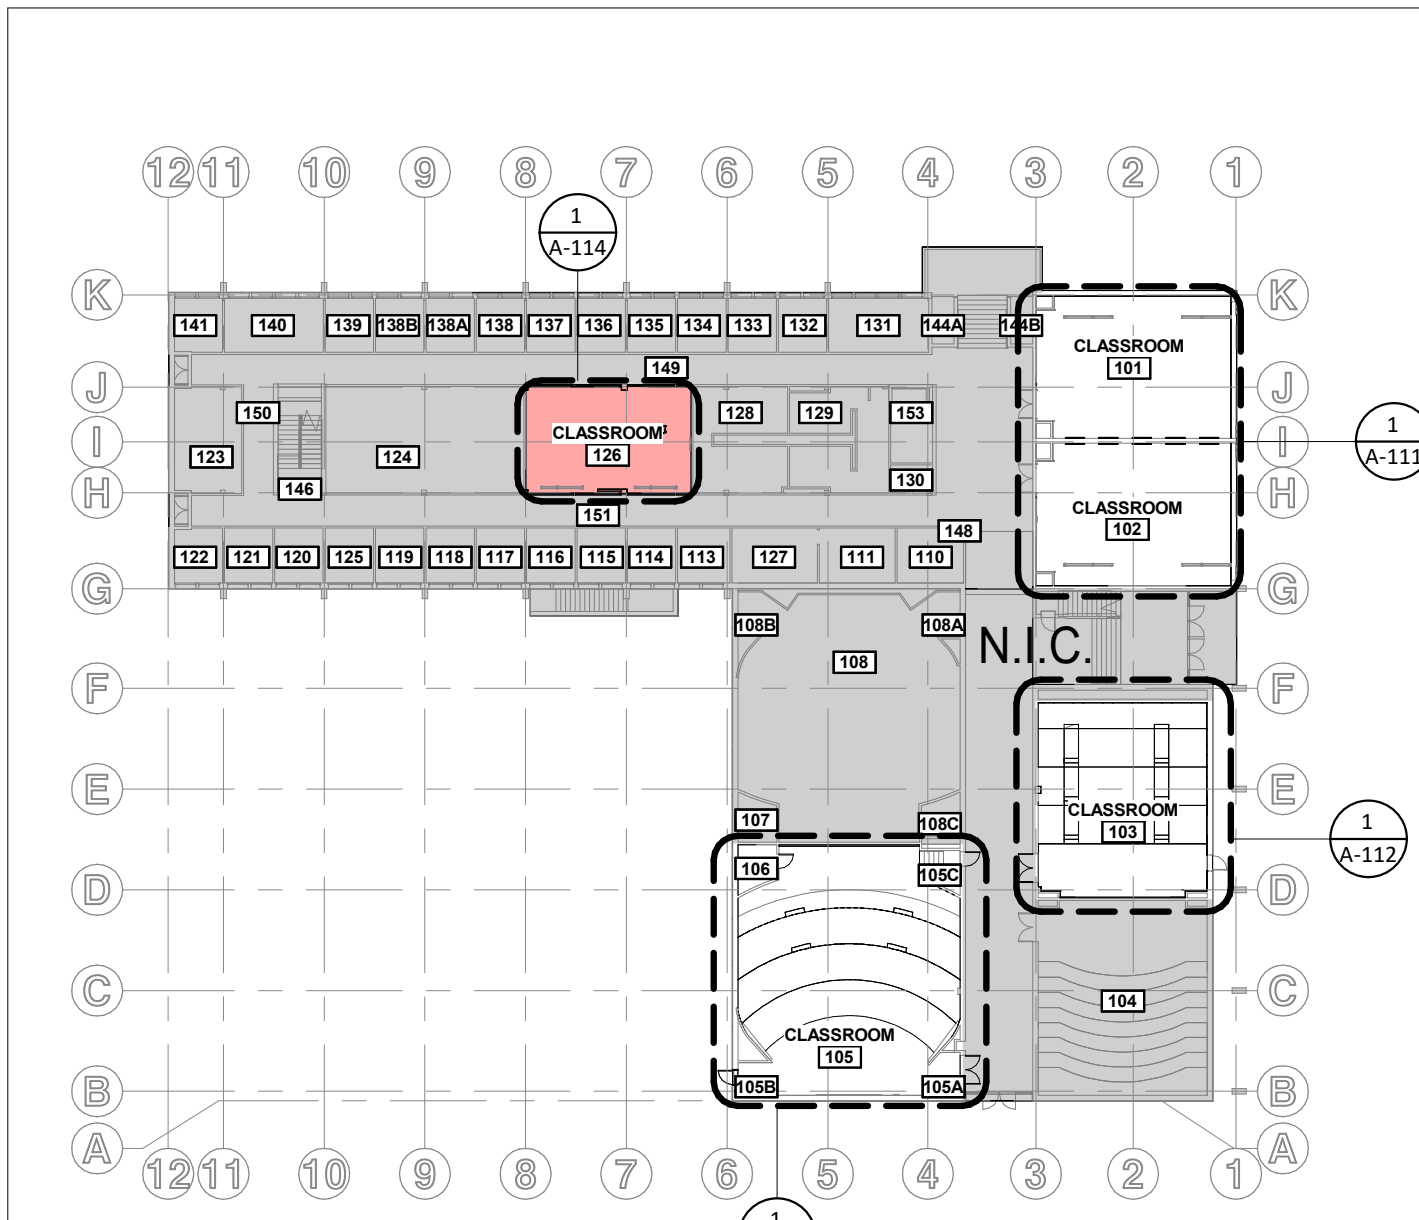 12 11 10 9 8 7 6 5 4 3 2 1
1
A-114
K K
141 140 139 138B 138A 138 137 136 135 134 133 132 131 144A 144B
CLASSROOM
101
149
J J
150 128 129 153
1
A-111
I I
CLASSROOM
126
123 124
130
146
H H
CLASSROOM
102
151
148
122 121 120 125 119 118 117 116 115 114 113 127 111 110
G G
108B 108A
N.I.C.
108
F F
E E
CLASSROOM
103
107 108C
1
A-112
106 105C
D D
C C
104
CLASSROOM
105
105B 105A
B B
A A
12 11 10 9 8 7 6 5 4 3 2 1
1